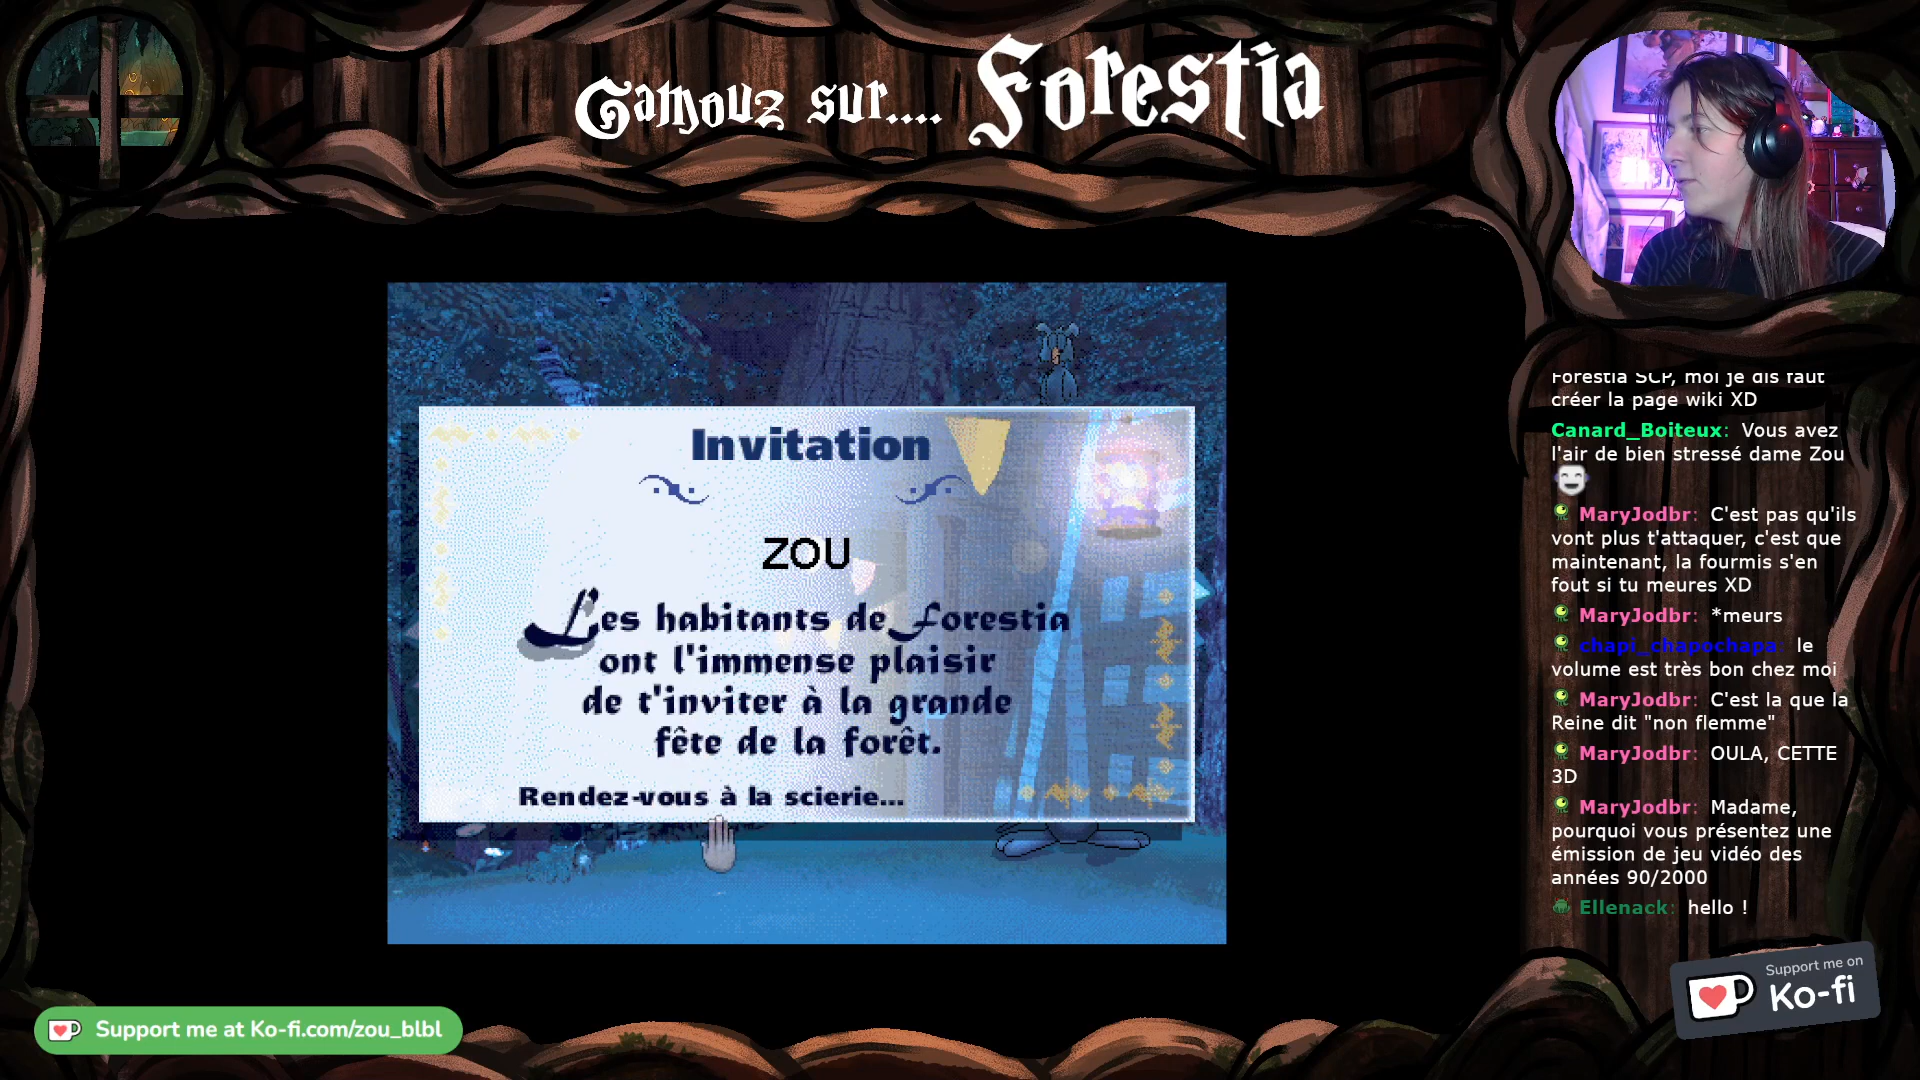 Gamouz sur.... Forestia
Invitation
ZOU
Les habitants de Forestia
ont l'immense plaisir
de t'inviter à la grande
fête de la forêt.
Rendez-vous à la scierie...
Forestia SCP, moi je dis faut
créer la page wiki XD
Canard_Boiteux: Vous avez
l'air de bien stressé dame Zou
MaryJodbr: C'est pas qu'ils
vont plus t'attaquer, c'est que
maintenant, la fourmis s'en
fout si tu meures XD
MaryJodbr: *meurs
chapi_chapochapa: le
volume est très bon chez moi
MaryJodbr: C'est la que la
Reine dit "non flemme"
MaryJodbr: OULA, CETTE
3D
MaryJodbr: Madame,
pourquoi vous présentez une
émission de jeu vidéo des
années 90/2000
Ellenack: hello !
Support me on
Ko-fi
Support me at Ko-fi.com/zou_blbl